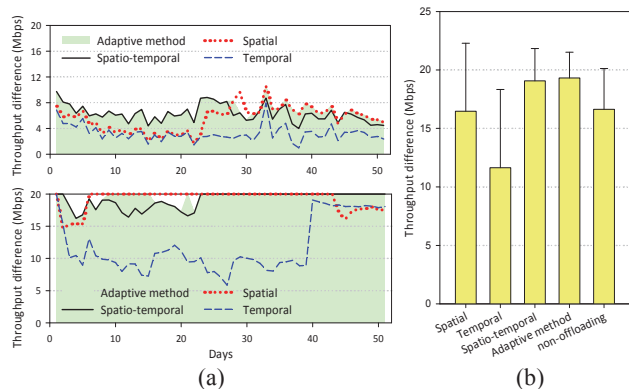 (a)
Throughput difference (Mbps)
20
16
12
8
4
0
Adaptive method
Spatial
Spatio-temporal
Temporal
0
10
20
30
40
50
Throughput difference (Mbps)
20
15
10
5
0
Adaptive method
Spatial
Spatio-temporal
Temporal
0
10
20
30
40
50
Days
(a)
(b)
Throughput difference (Mbps)
25
20
15
10
5
0
Spatial
Temporal
Spatio-temporal
Adaptive method
non-offloading
(b)